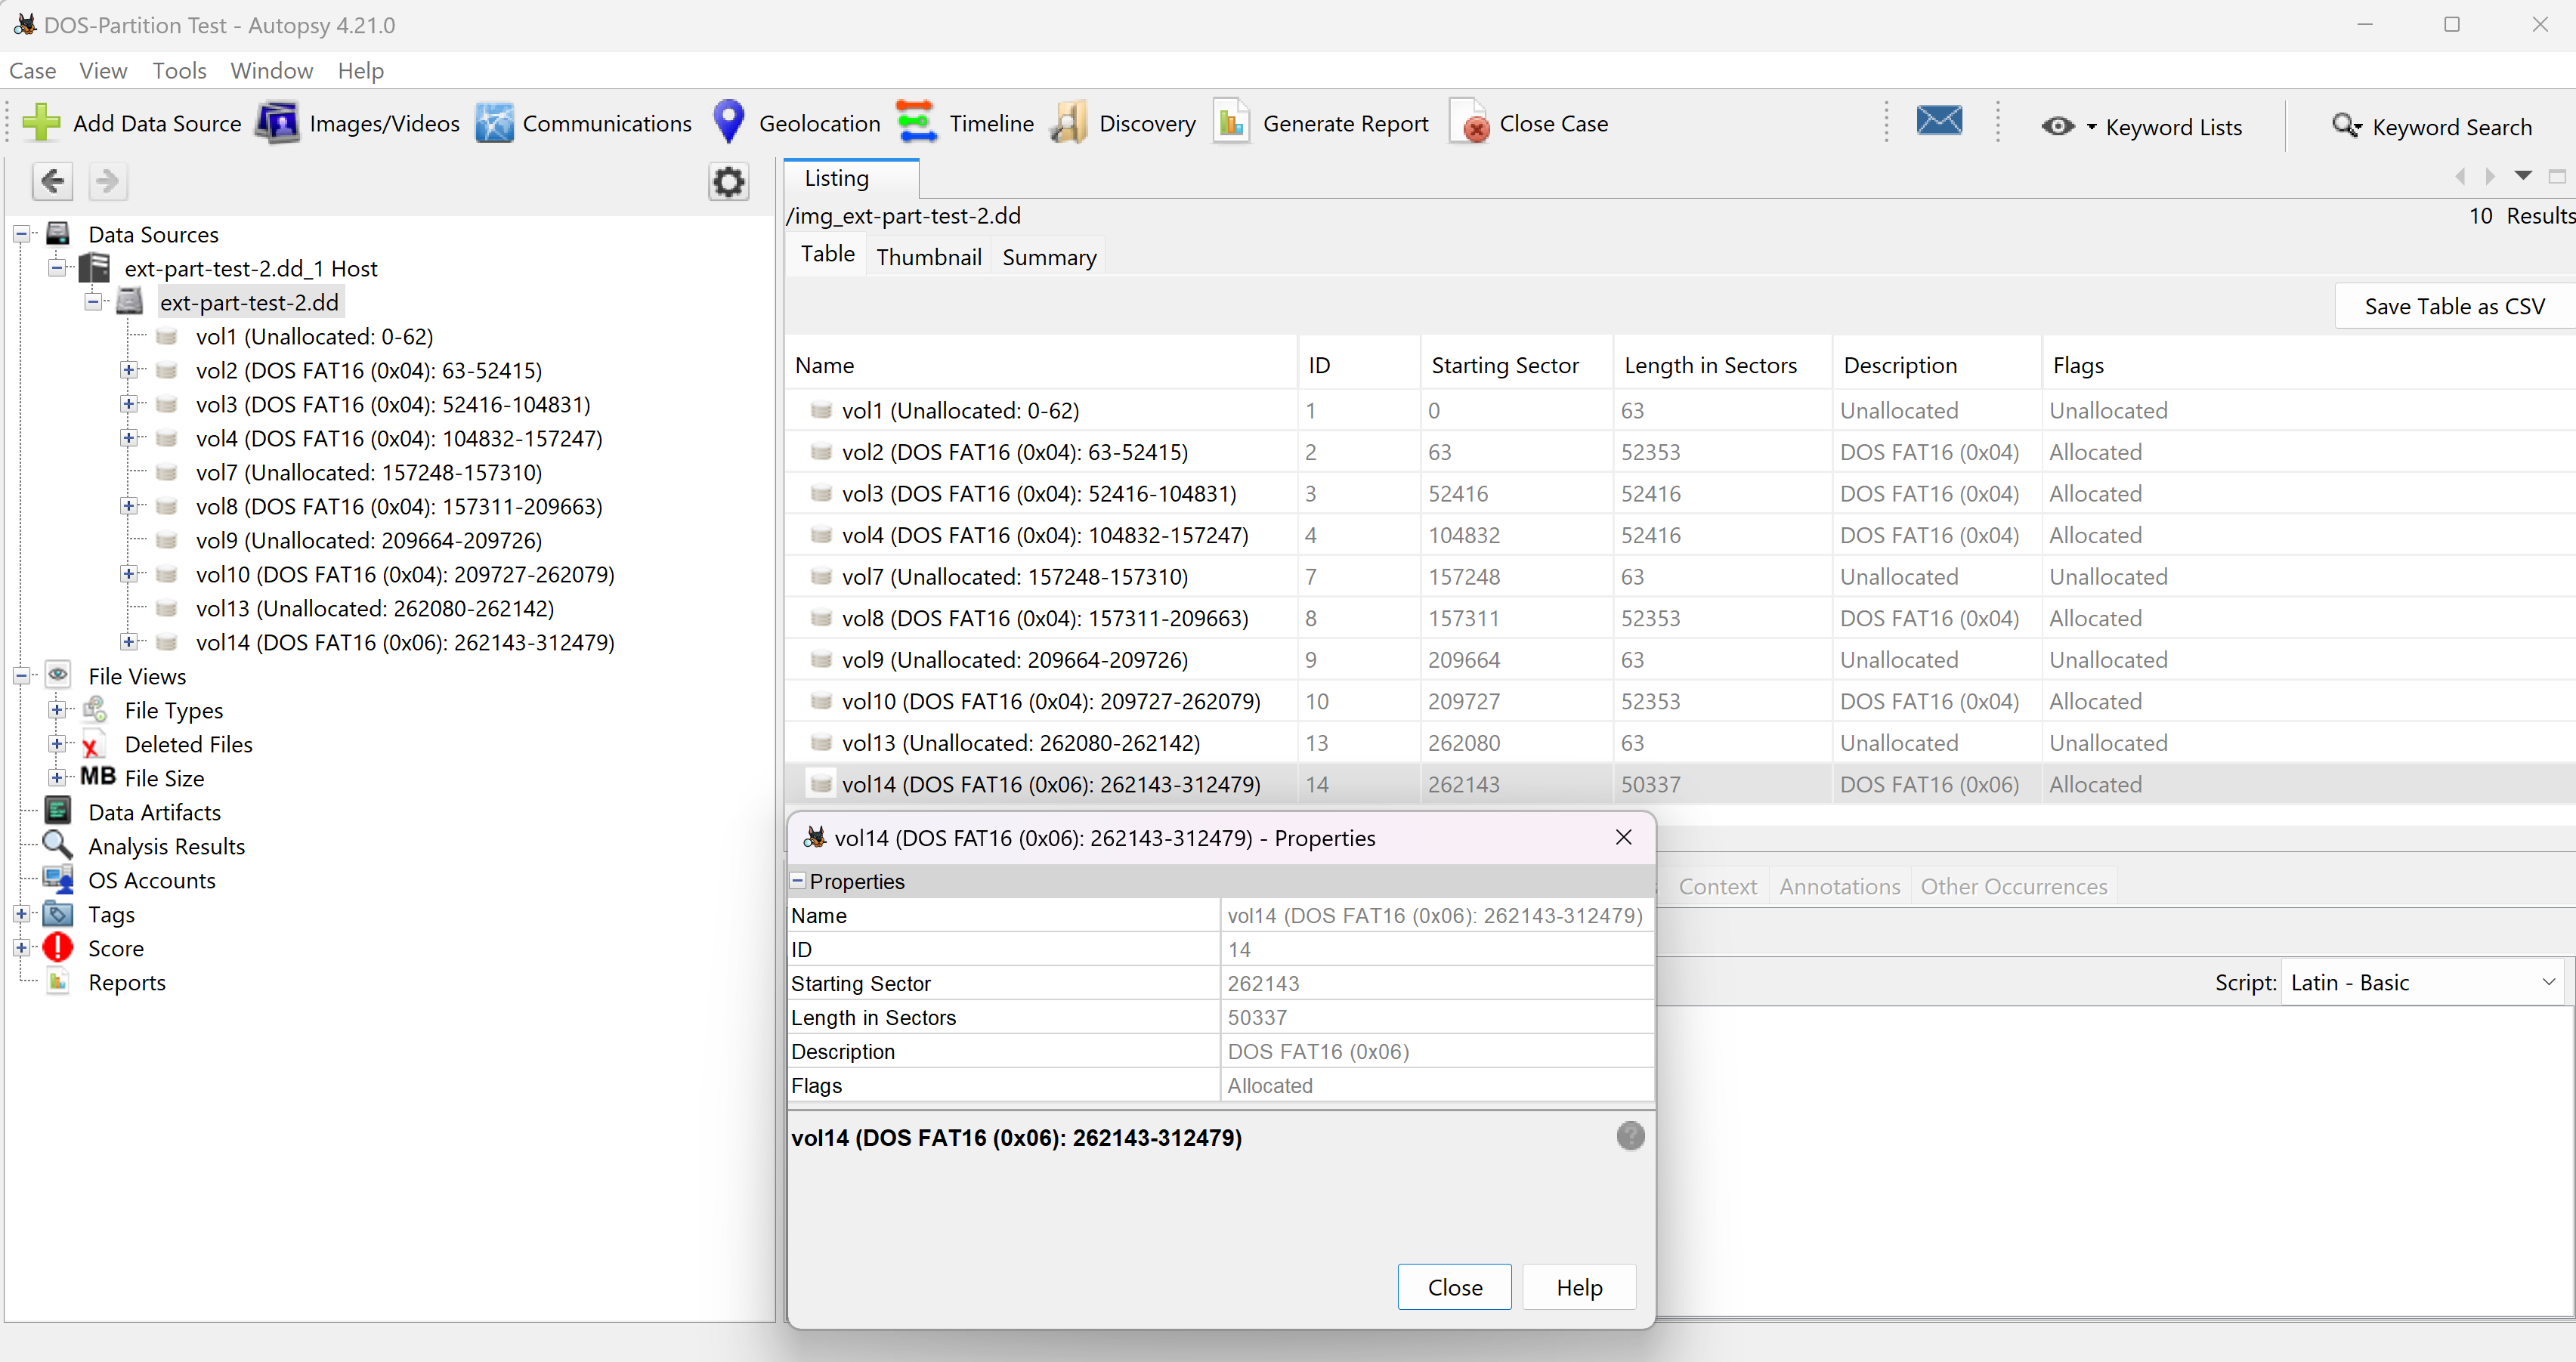 DOS-Partition Test - Autopsy 4.21.0
Case View Tools Window Help
Add Data Source Images/Videos Communications Geolocation Timeline Discovery Generate Report Close Case Keyword Lists Keyword Search
Data Sources
ext-part-test-2.dd_1 Host
ext-part-test-2.dd
vol1 (Unallocated: 0-62)
vol2 (DOS FAT16 (0x04): 63-52415)
vol3 (DOS FAT16 (0x04): 52416-104831)
vol4 (DOS FAT16 (0x04): 104832-157247)
vol7 (Unallocated: 157248-157310)
vol8 (DOS FAT16 (0x04): 157311-209663)
vol9 (Unallocated: 209664-209726)
vol10 (DOS FAT16 (0x04): 209727-262079)
vol13 (Unallocated: 262080-262142)
vol14 (DOS FAT16 (0x06): 262143-312479)
File Views
File Types
Deleted Files
MB File Size
Data Artifacts
Analysis Results
OS Accounts
Tags
Score
Reports
Listing
/img_ext-part-test-2.dd 10 Results
Table Thumbnail Summary
Save Table as CSV
Name ID Starting Sector Length in Sectors Description Flags
vol1 (Unallocated: 0-62) 1 0 63 Unallocated Unallocated
vol2 (DOS FAT16 (0x04): 63-52415) 2 63 52353 DOS FAT16 (0x04) Allocated
vol3 (DOS FAT16 (0x04): 52416-104831) 3 52416 52416 DOS FAT16 (0x04) Allocated
vol4 (DOS FAT16 (0x04): 104832-157247) 4 104832 52416 DOS FAT16 (0x04) Allocated
vol7 (Unallocated: 157248-157310) 7 157248 63 Unallocated Unallocated
vol8 (DOS FAT16 (0x04): 157311-209663) 8 157311 52353 DOS FAT16 (0x04) Allocated
vol9 (Unallocated: 209664-209726) 9 209664 63 Unallocated Unallocated
vol10 (DOS FAT16 (0x04): 209727-262079) 10 209727 52353 DOS FAT16 (0x04) Allocated
vol13 (Unallocated: 262080-262142) 13 262080 63 Unallocated Unallocated
vol14 (DOS FAT16 (0x06): 262143-312479) 14 262143 50337 DOS FAT16 (0x06) Allocated
vol14 (DOS FAT16 (0x06): 262143-312479) - Properties
Properties
Name vol14 (DOS FAT16 (0x06): 262143-312479)
ID 14
Starting Sector 262143
Length in Sectors 50337
Description DOS FAT16 (0x06)
Flags Allocated
vol14 (DOS FAT16 (0x06): 262143-312479)
Close Help
Context Annotations Other Occurrences
Script: Latin - Basic